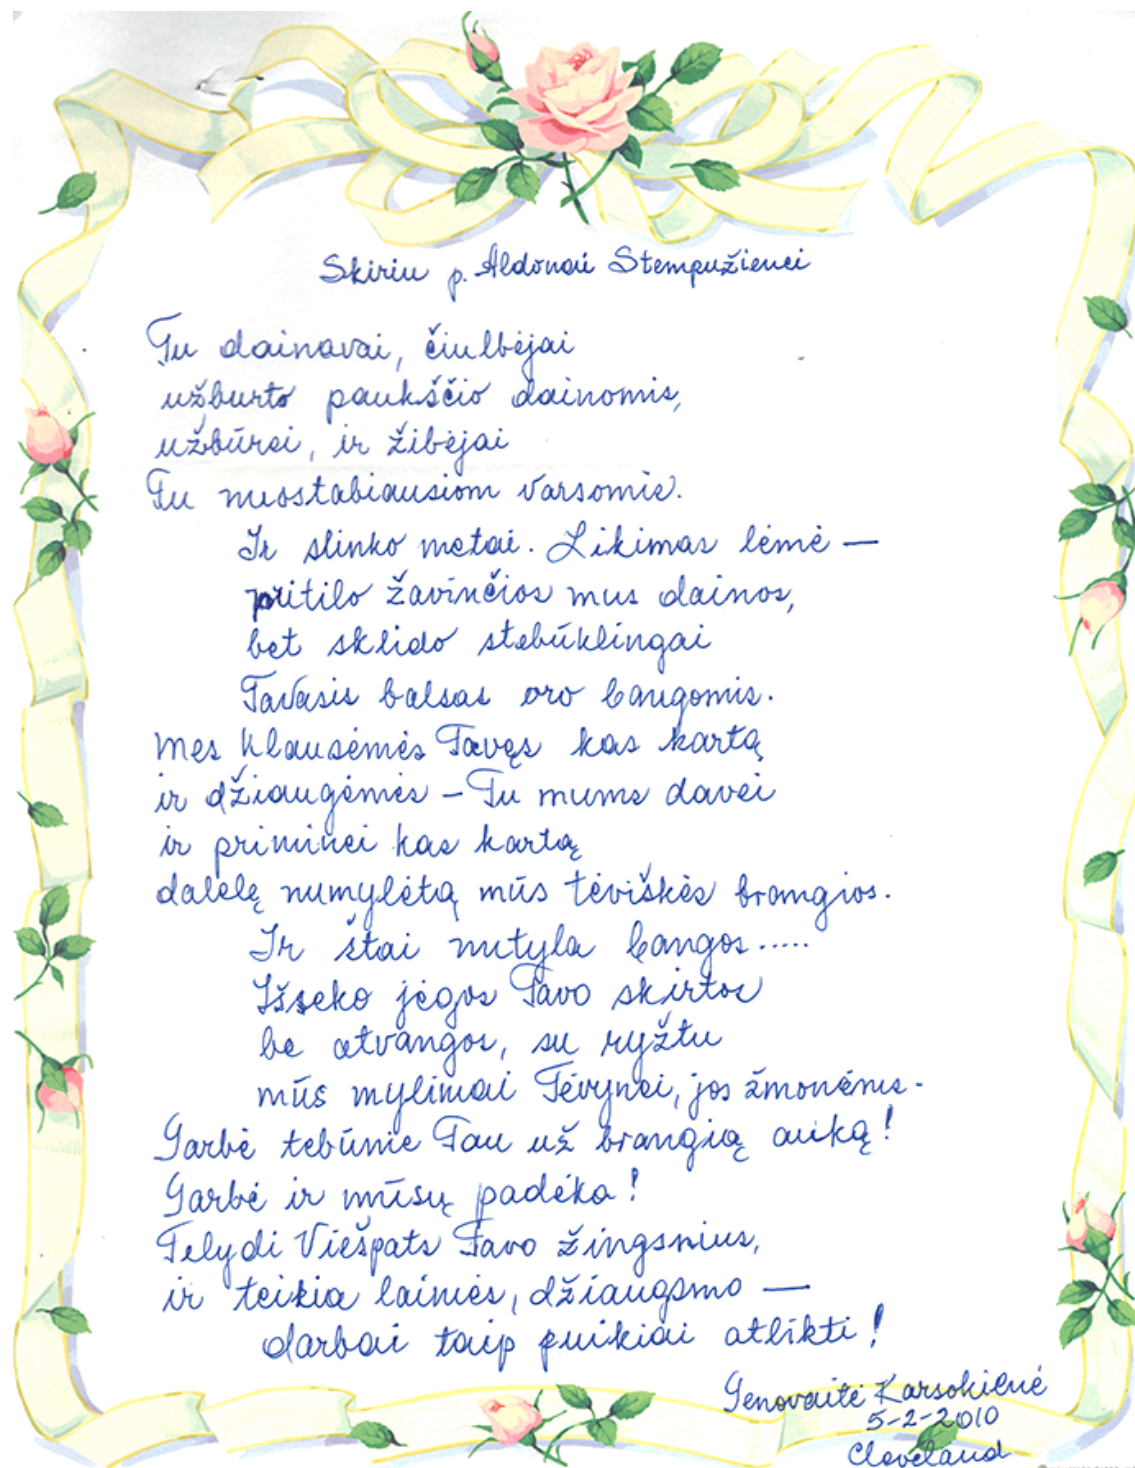 Skiriu p. Aldonai Stempužienei
Tu dainavai, čiulbėjai
užburto paukščio dainomis,
užbūrei, ir žibėjai
Tu nuostabiausiom varsomis.
Ir slinko metai. Likimas lėmė —
pritilo žavinčios mus dainos,
bet sklido stebūklingai
Tavasis balsas oro bangomis.
Mes klausėmės Tavęs kas kartą
ir džiaugėmės – Tu mums davei
ir priminei kas kartą
dalelę numylėtą mūs tėviškės brangios.
Ir štai nutyla bangos.....
Išseko jėgos Tavo skirtos
be atvangos, su ryžtu
mūs mylimai Tėvynei, jos žmonėms.
Garbė tebūnie Tau už brangią auką!
Garbė ir mūsų padėka!
Telydi Viešpats Tavo žingsnius,
ir teikia laimės, džiaugsmo —
darbai taip puikiai atlikti!
Genovaitė Karsokienė
5-2-2010
Cleveland